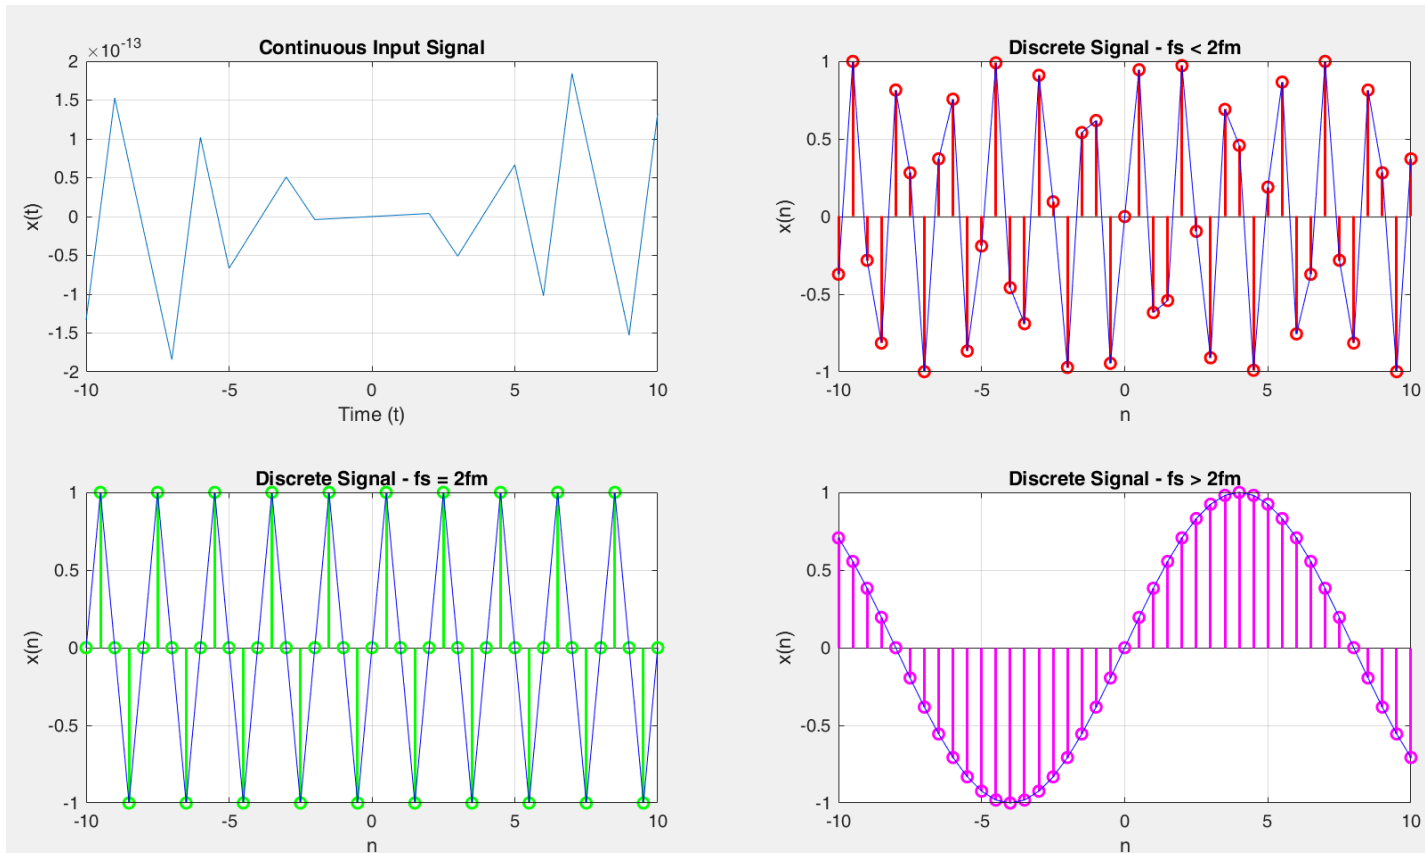 Continuous Input Signal
×10-13
2
1.5
1
0.5
0
-0.5
-1
-1.5
-2
x(t)
-10 -5 0 5 10
Time (t)
Discrete Signal - fs < 2fm
1
0.5
0
-0.5
-1
x(n)
-10 -5 0 5 10
n
Discrete Signal - fs = 2fm
1
0.5
0
-0.5
-1
x(n)
-10 -5 0 5 10
n
Discrete Signal - fs > 2fm
1
0.5
0
-0.5
-1
x(n)
-10 -5 0 5 10
n